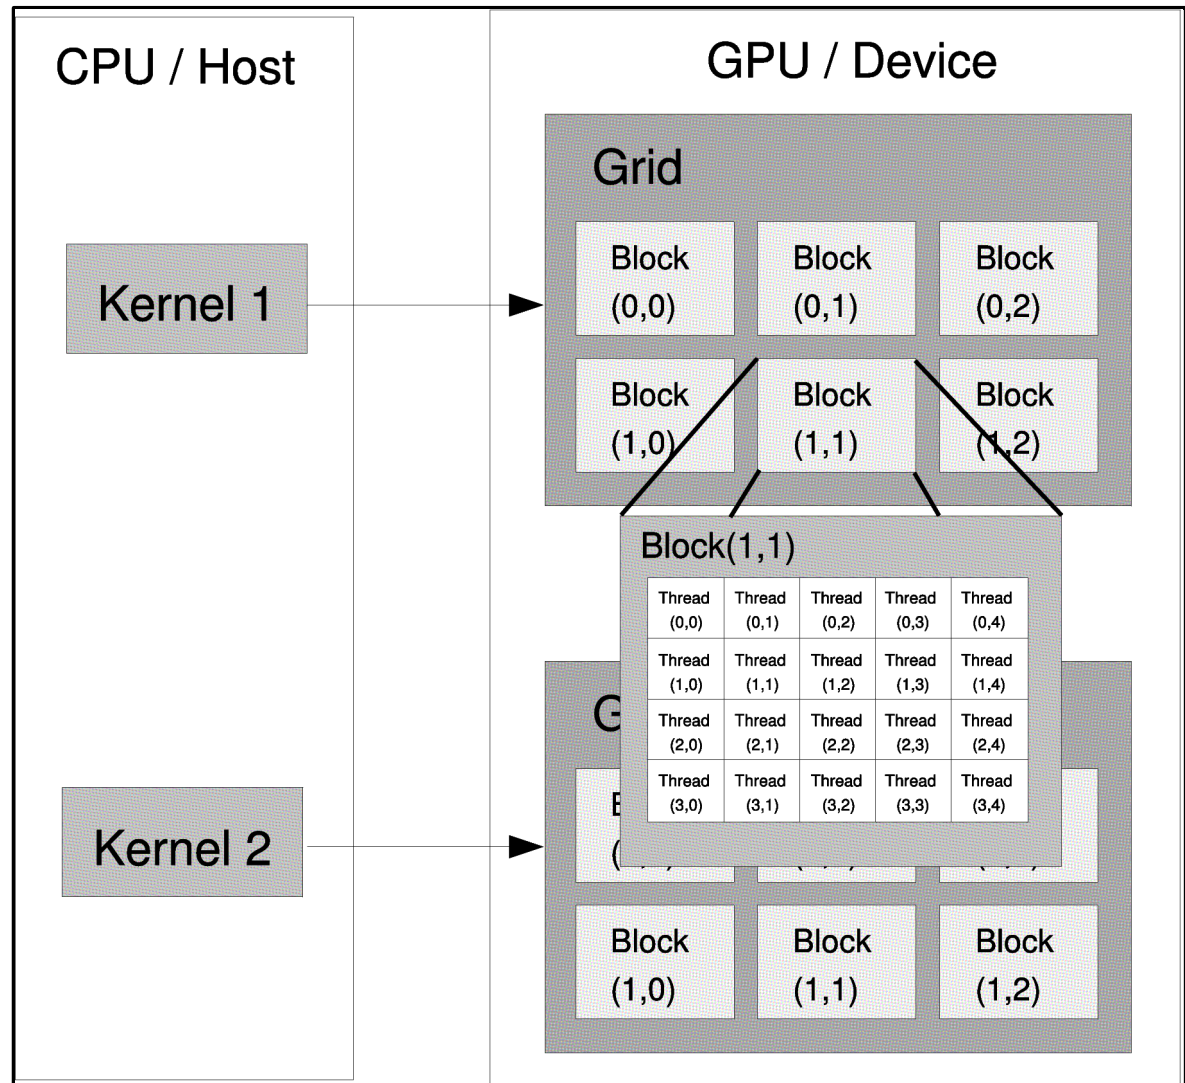 CPU / Host
GPU / Device
Grid
Block
(0,0)
Block
(0,1)
Block
(0,2)
Kernel 1
Block
(1,0)
Block
(1,1)
Block
(1,2)
Block(1,1)
Thread
(0,0)
Thread
(0,1)
Thread
(0,2)
Thread
(0,3)
Thread
(0,4)
Thread
(1,0)
Thread
(1,1)
Thread
(1,2)
Thread
(1,3)
Thread
(1,4)
Thread
(2,0)
Thread
(2,1)
Thread
(2,2)
Thread
(2,3)
Thread
(2,4)
Thread
(3,0)
Thread
(3,1)
Thread
(3,2)
Thread
(3,3)
Thread
(3,4)
Kernel 2
Block
(1,0)
Block
(1,1)
Block
(1,2)